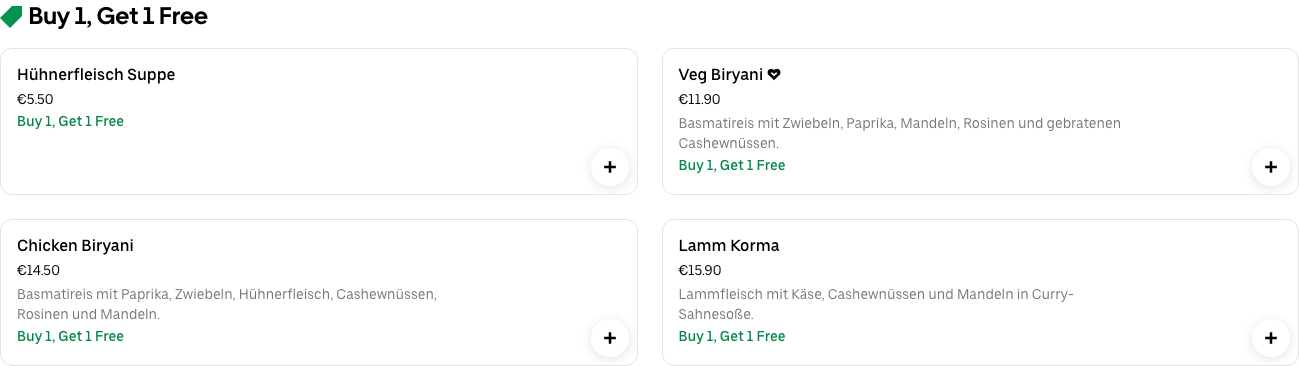 Buy 1, Get 1 Free
Hühnerfleisch Suppe
€5.50
Buy 1, Get 1 Free
Veg Biryani
€11.90
Basmatireis mit Zwiebeln, Paprika, Mandeln, Rosinen und gebratenen
Cashewnüssen.
Buy 1, Get 1 Free
Chicken Biryani
€14.50
Basmatireis mit Paprika, Zwiebeln, Hühnerfleisch, Cashewnüssen,
Rosinen und Mandeln.
Buy 1, Get 1 Free
Lamm Korma
€15.90
Lammfleisch mit Käse, Cashewnüssen und Mandeln in Curry-
Sahnesoße.
Buy 1, Get 1 Free